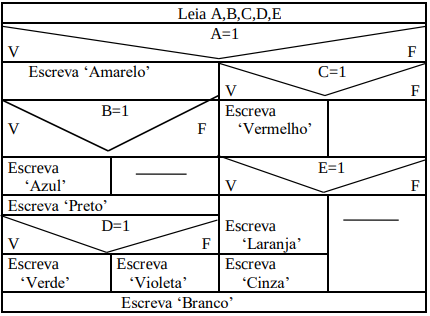 Leia A,B,C,D,E
A=1
V F
Escreva ‘Amarelo’
C=1
V F
B=1
V F
Escreva
‘Vermelho’
Escreva
‘Azul’
E=1
V F
Escreva ‘Preto’
D=1
V F
Escreva
‘Laranja’
Escreva
‘Verde’
Escreva
‘Violeta’
Escreva
‘Cinza’
Escreva ‘Branco’